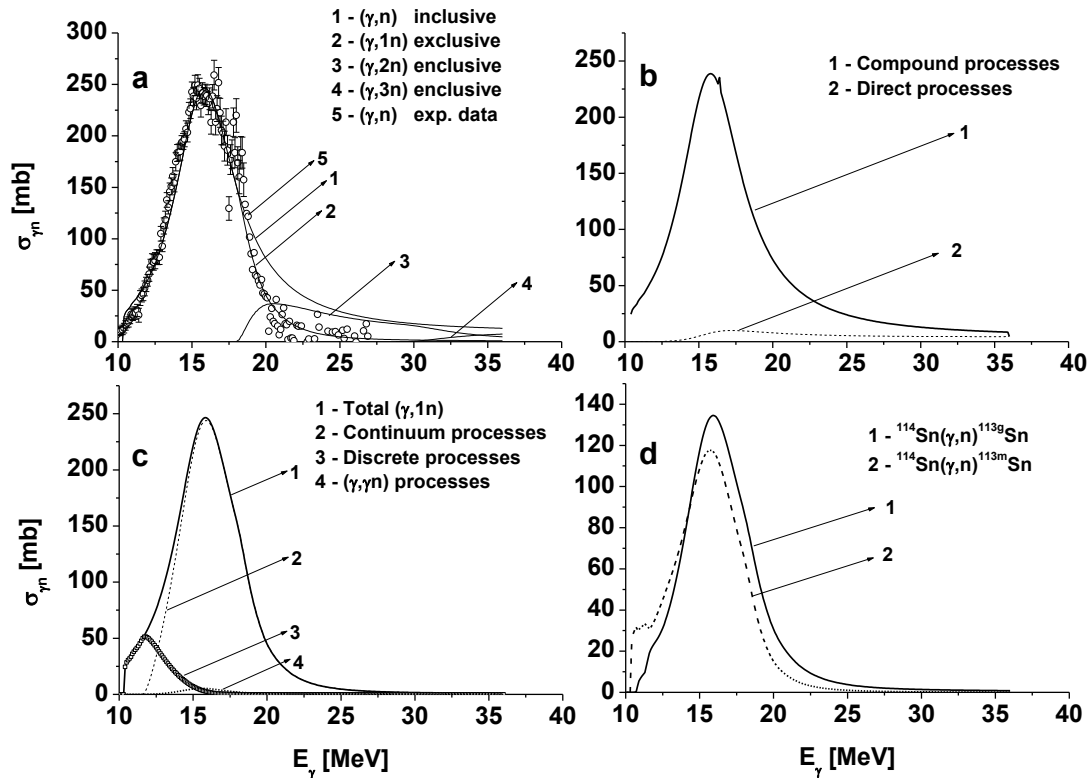 1 - (γ,n) inclusive
2 - (γ,1n) exclusive
3 - (γ,2n) enclusive
4 - (γ,3n) enclusive
5 - (γ,n) exp. data
a
300
250
200
150
100
50
0
σγn [mb]
5
1
2
3
4
10 15 20 25 30 35 40
b
1 - Compound processes
2 - Direct processes
250
200
150
100
50
0
σγn [mb]
1
2
10 15 20 25 30 35 40
c
1 - Total (γ,1n)
2 - Continuum processes
3 - Discrete processes
4 - (γ,γn) processes
250
200
150
100
50
0
σγn [mb]
1
2
3
4
10 15 20 25 30 35 40
Eγ [MeV]
d
1 - ¹¹⁴Sn(γ,n)¹¹³ᵍSn
2 - ¹¹⁴Sn(γ,n)¹¹³ᵐSn
140
120
100
80
60
40
20
0
1
2
10 15 20 25 30 35 40
Eγ [MeV]